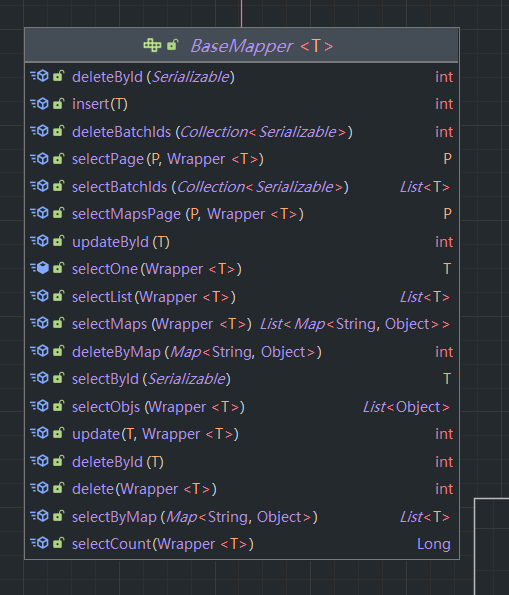 BaseMapper <T>
deleteById (Serializable) int
insert(T) int
deleteBatchIds (Collection<Serializable>) int
selectPage(P, Wrapper <T>) P
selectBatchIds (Collection<Serializable>) List<T>
selectMapsPage (P, Wrapper <T>) P
updateById (T) int
selectOne(Wrapper <T>) T
selectList(Wrapper <T>) List<T>
selectMaps (Wrapper <T>) List<Map<String, Object>>
deleteByMap (Map<String, Object>) int
selectById (Serializable) T
selectObjs (Wrapper <T>) List<Object>
update(T, Wrapper <T>) int
deleteById (T) int
delete(Wrapper <T>) int
selectByMap (Map<String, Object>) List<T>
selectCount(Wrapper <T>) Long